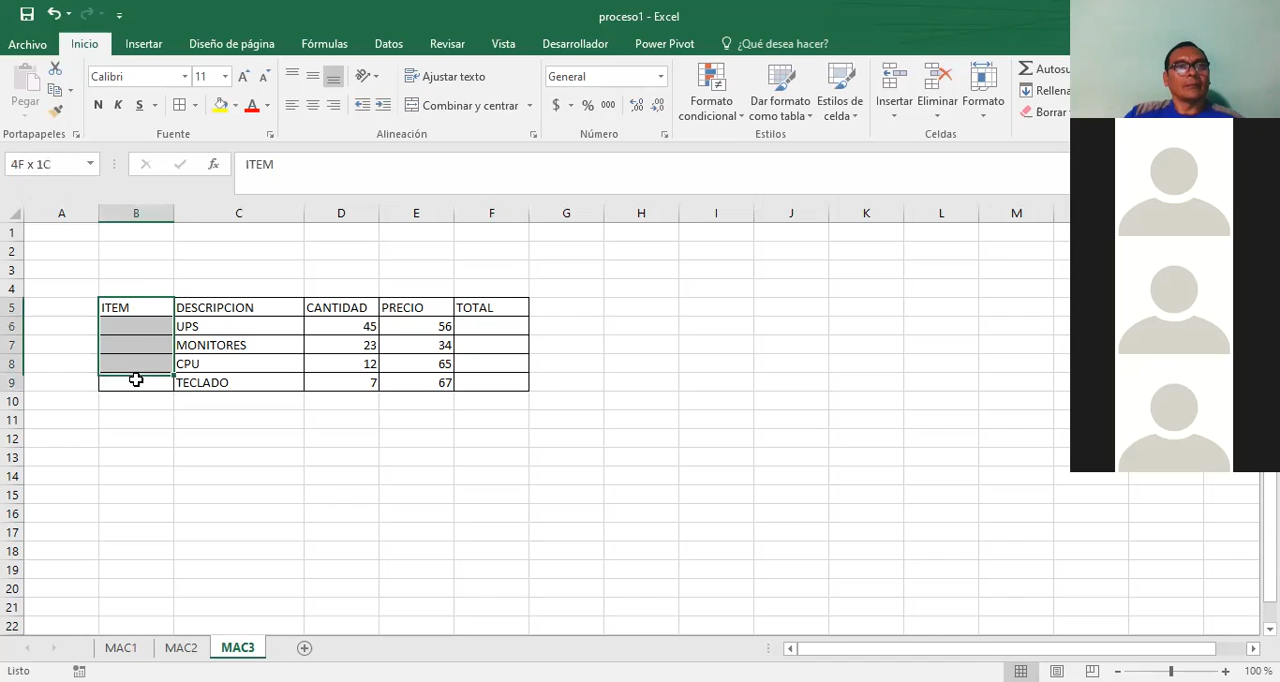 proceso1 - Excel
Archivo Inicio Insertar Diseño de página Fórmulas Datos Revisar Vista Desarrollador Power Pivot ¿Qué desea hacer?
Pegar
Calibri 11
N K S
Ajustar texto
Combinar y centrar
General
$ % 000
Formato condicional
Dar formato como tabla
Estilos de celda
Insertar
Eliminar
Formato
Autosu
Rellena
Borrar
Portapapeles Fuente Alineación Número Estilos Celdas
4F x 1C fx ITEM
A B C D E F G H I J K L M
1
2
3
4
5 ITEM DESCRIPCION CANTIDAD PRECIO TOTAL
6 UPS 45 56
7 MONITORES 23 34
8 CPU 12 65
9 TECLADO 7 67
10
11
12
13
14
15
16
17
18
19
20
21
22
MAC1 MAC2 MAC3
Listo 100 %